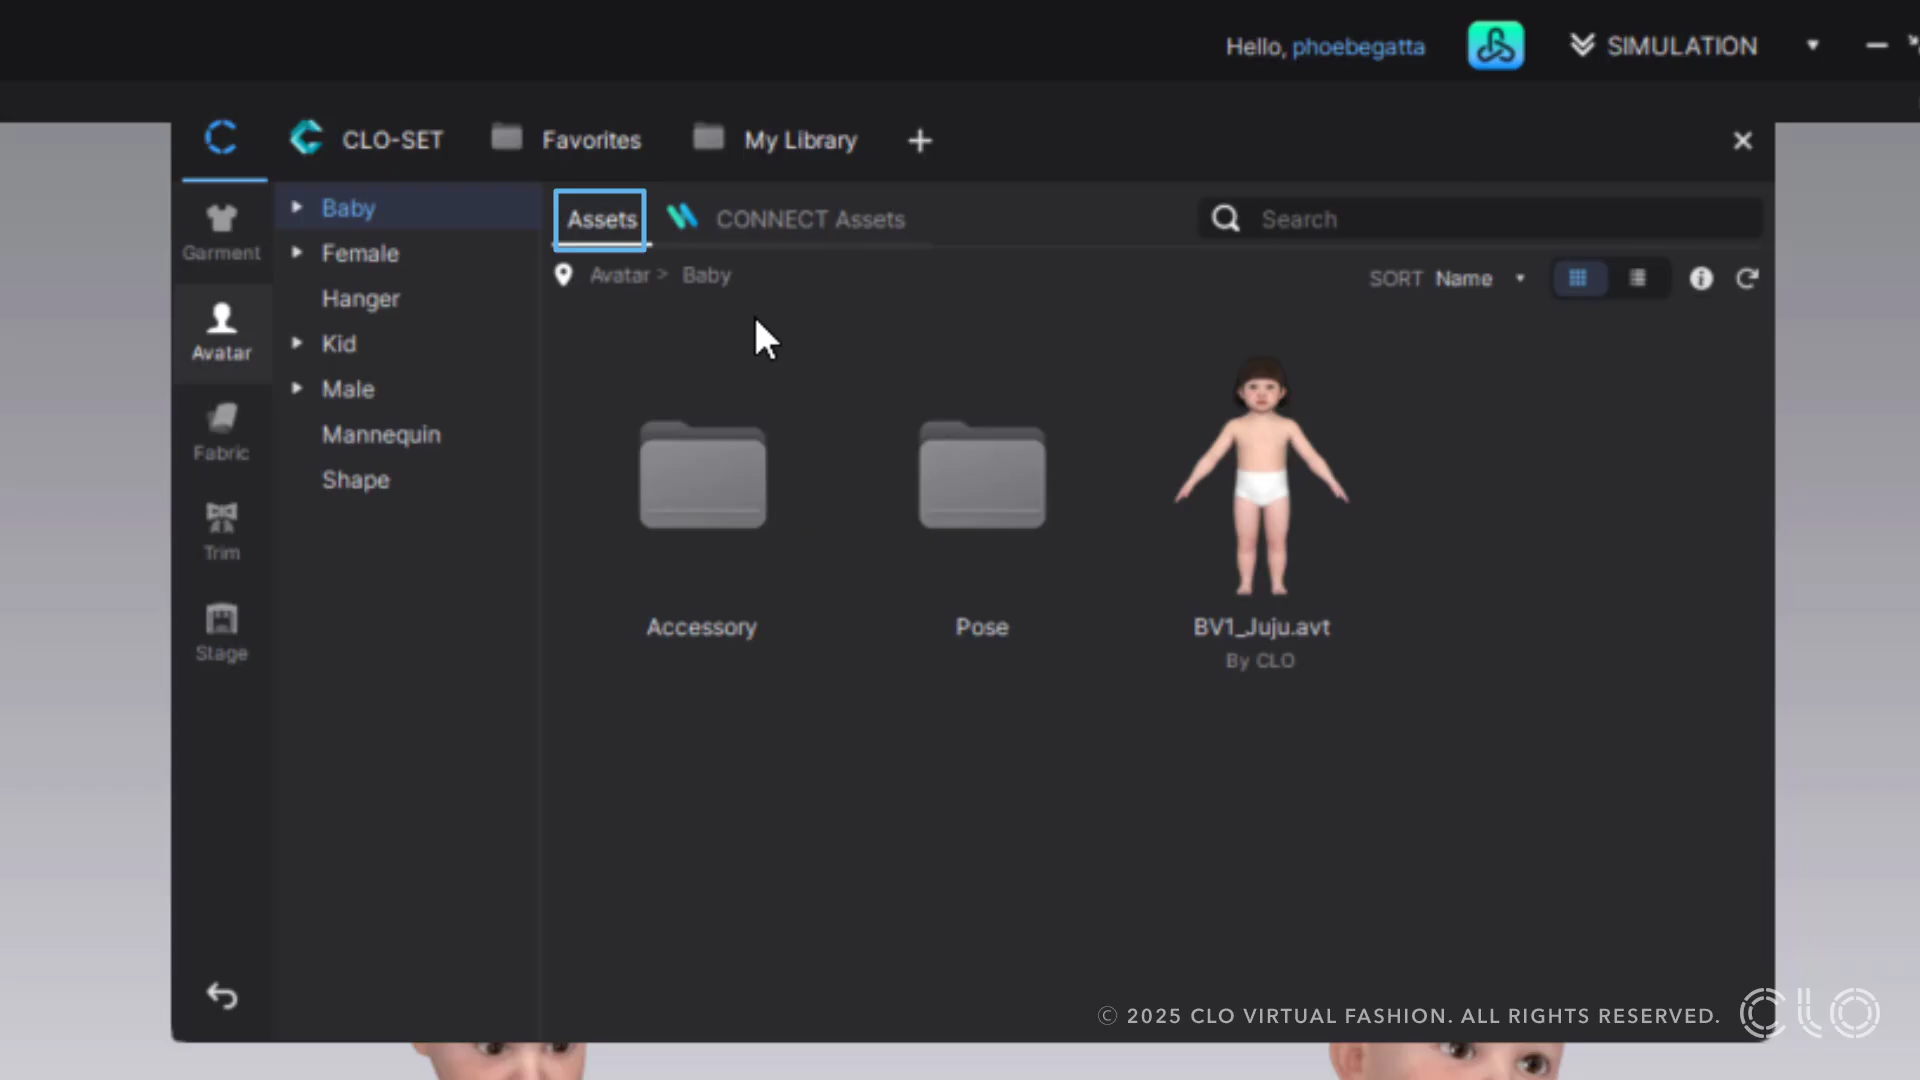 Hello, phoebegatta
SIMULATION
CLO-SET
Favorites
My Library
Garment
Avatar
Fabric
Trim
Stage
Baby
Female
Hanger
Kid
Male
Mannequin
Shape
Assets
CONNECT Assets
Search
Avatar > Baby
SORT Name
Accessory
Pose
BV1_Juju.avt
By CLO
© 2025 CLO VIRTUAL FASHION. ALL RIGHTS RESERVED.
CLO